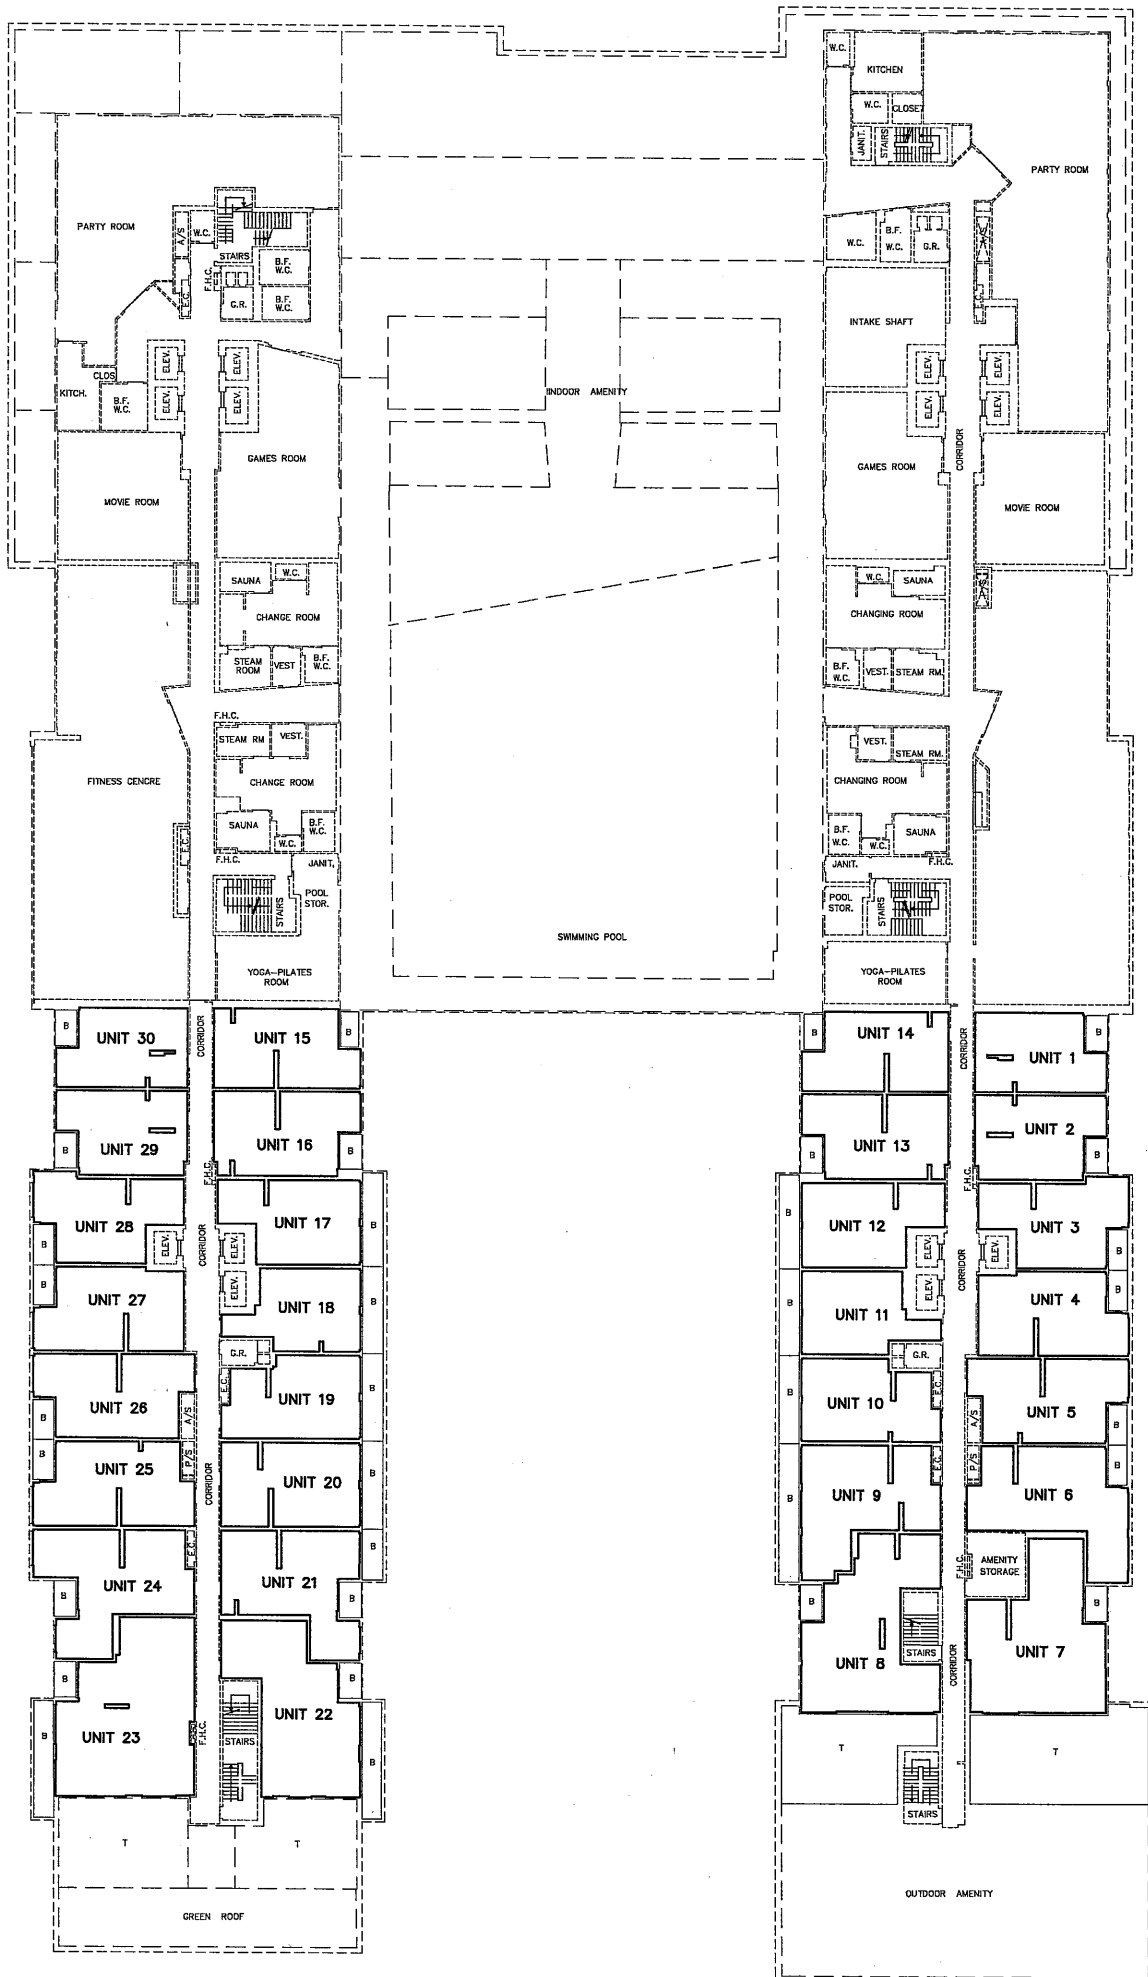 W.C.
KITCHEN
W.C.
CLOSET
JANIT.
STAIRS
PARTY ROOM
PARTY ROOM
A/S
W.C.
STAIRS
B.F.
W.C.
F.H.C.
E.C.
G.R.
B.F.
W.C.
W.C.
B.F.
W.C.
G.R.
A/S
INTAKE SHAFT
ELEV.
ELEV.
ELEV.
ELEV.
CLOS
KITCH.
B.F.
W.C.
ELEV.
ELEV.
ELEV.
ELEV.
INDOOR AMENITY
GAMES ROOM
MOVIE ROOM
GAMES ROOM
CORRIDOR
MOVIE ROOM
SAUNA
W.C.
CHANGE ROOM
STEAM
ROOM
VEST
B.F.
W.C.
W.C.
SAUNA
A/S
CHANGING ROOM
B.F.
W.C.
VEST.
STEAM RM.
F.H.C.
STEAM RM
VEST.
FITNESS CENCRE
CHANGE ROOM
SAUNA
B.F.
W.C.
W.C.
E.C.
F.H.C.
JANIT.
POOL
STOR.
STAIRS
VEST.
STEAM RM.
CHANGING ROOM
B.F.
W.C.
W.C.
SAUNA
F.H.C.
JANIT.
POOL
STOR.
STAIRS
SWIMMING POOL
YOGA-PILATES
ROOM
YOGA-PILATES
ROOM
B
UNIT 30
CORRIDOR
UNIT 15
B
B
UNIT 14
CORRIDOR
UNIT 1
B
B
UNIT 29
UNIT 16
B
F.H.C.
B
UNIT 13
UNIT 2
B
F.H.C.
UNIT 28
B
ELEV.
CORRIDOR
ELEV.
UNIT 17
B
B
UNIT 12
ELEV.
CORRIDOR
ELEV.
UNIT 3
B
B
UNIT 27
ELEV.
UNIT 18
B
B
UNIT 11
ELEV.
UNIT 4
B
G.R.
G.R.
B
UNIT 26
A/S
E.C.
UNIT 19
B
B
UNIT 10
E.C.
A/S
UNIT 5
B
B
UNIT 25
P/S
CORRIDOR
UNIT 20
B
B
UNIT 9
E.C.
P/S
UNIT 6
B
UNIT 24
E.C.
B
UNIT 21
B
B
F.H.C.
AMENITY
STORAGE
B
B
UNIT 8
STAIRS
CORRIDOR
UNIT 7
B
B
B
UNIT 23
F.H.C.
STAIRS
UNIT 22
B
B
T
T
STAIRS
T
T
GREEN ROOF
OUTDOOR AMENITY